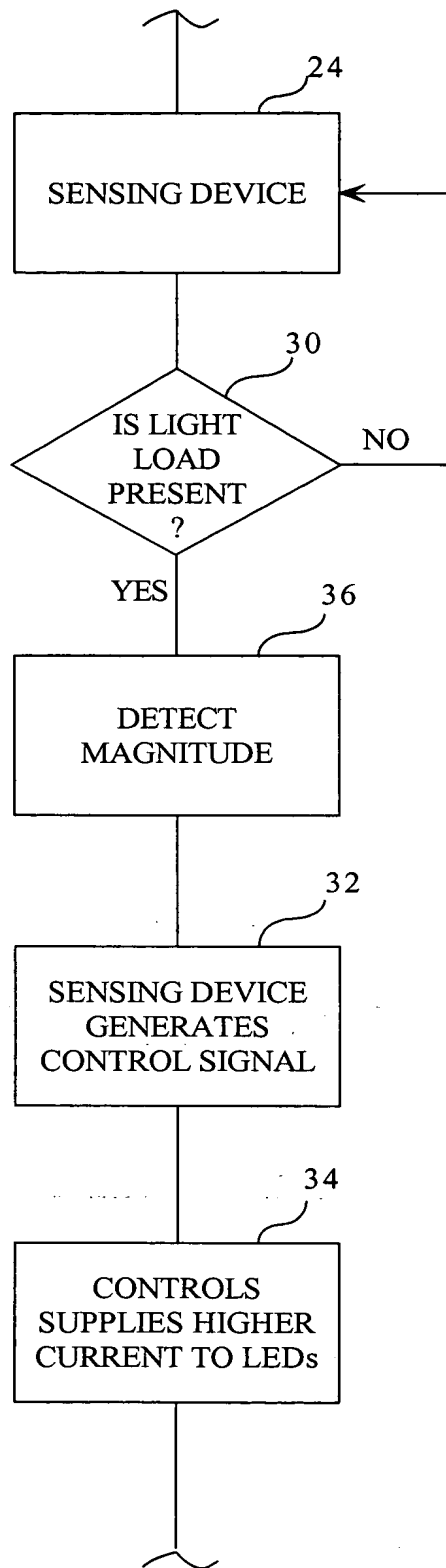 24
SENSING DEVICE
30
IS LIGHT
LOAD
PRESENT
?
NO
YES
36
DETECT
MAGNITUDE
32
SENSING DEVICE
GENERATES
CONTROL SIGNAL
34
CONTROLS
SUPPLIES HIGHER
CURRENT TO LEDs